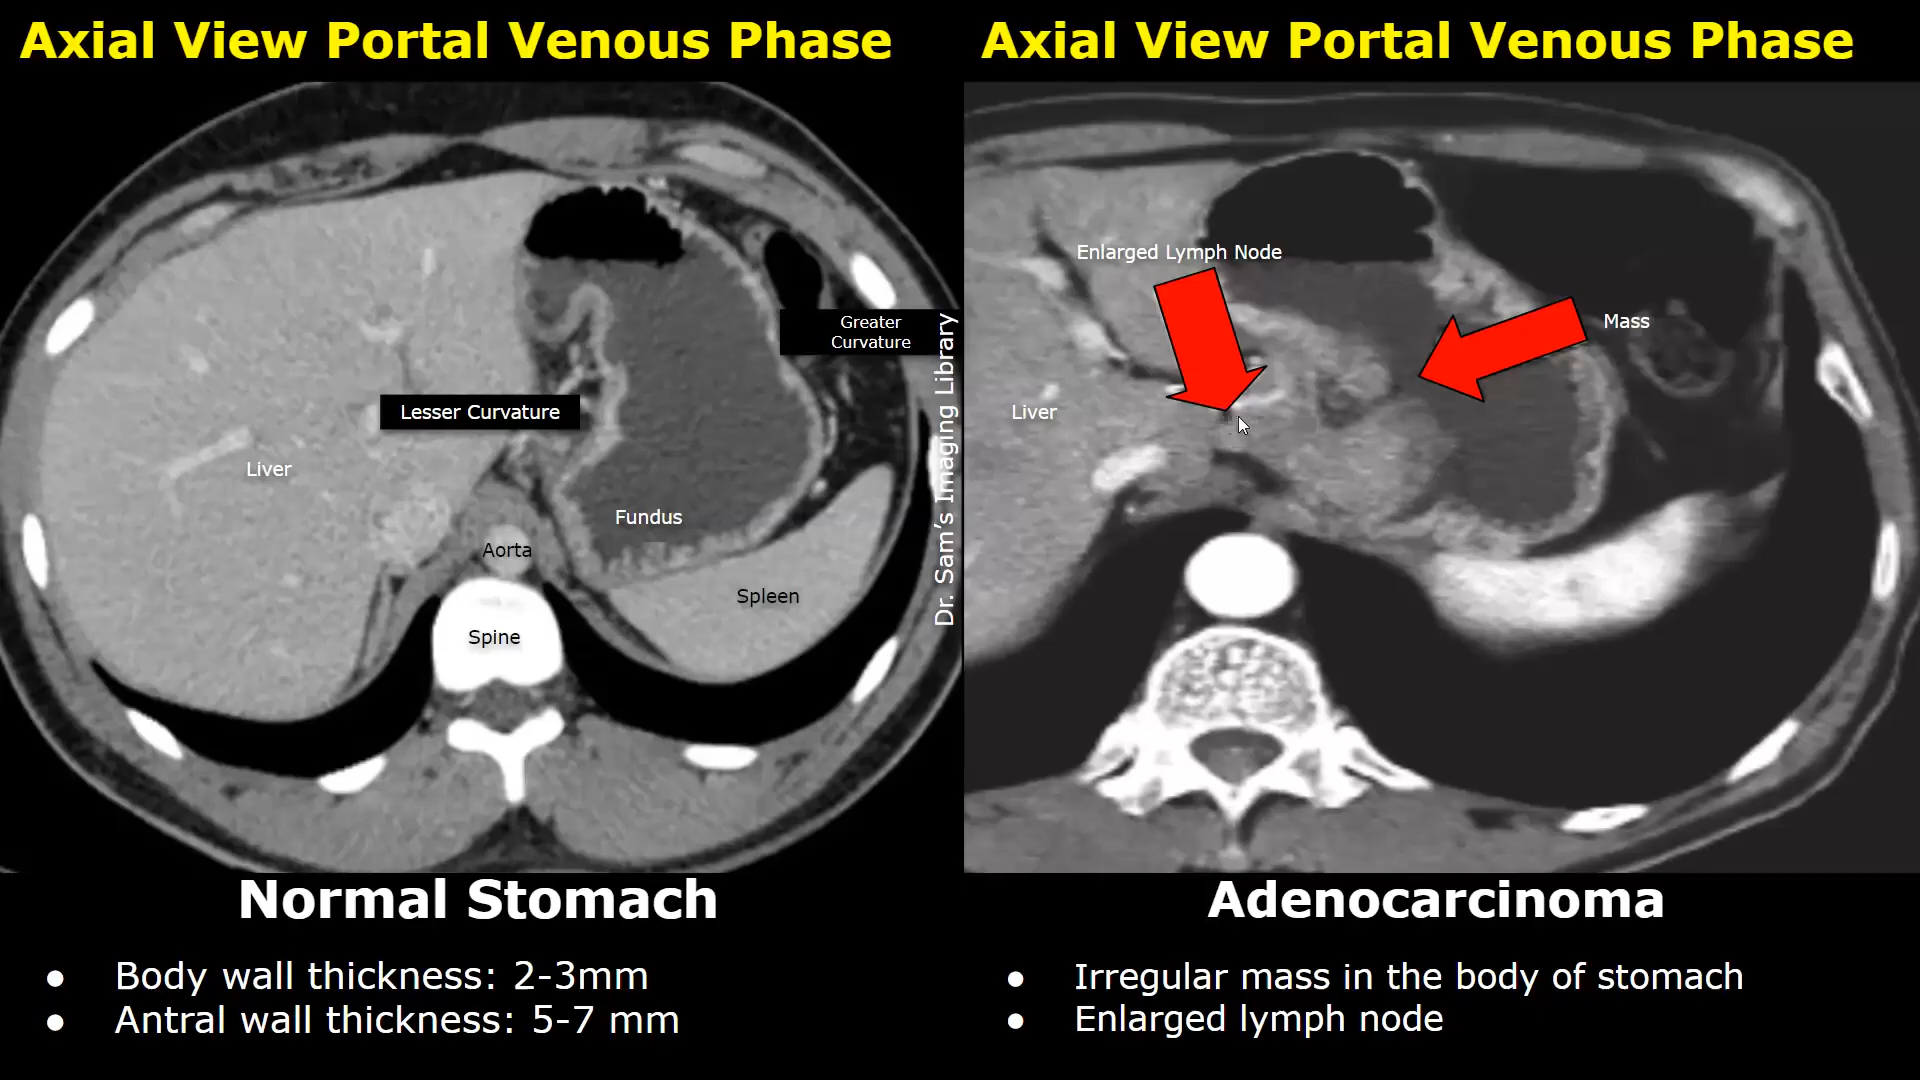 Axial View Portal Venous Phase
Greater
Curvature
Lesser Curvature
Liver
Fundus
Aorta
Spleen
Spine
Dr. Sam's Imaging Library
Normal Stomach
● Body wall thickness: 2-3mm
● Antral wall thickness: 5-7 mm
Axial View Portal Venous Phase
Enlarged Lymph Node
Mass
Liver
Adenocarcinoma
● Irregular mass in the body of stomach
● Enlarged lymph node